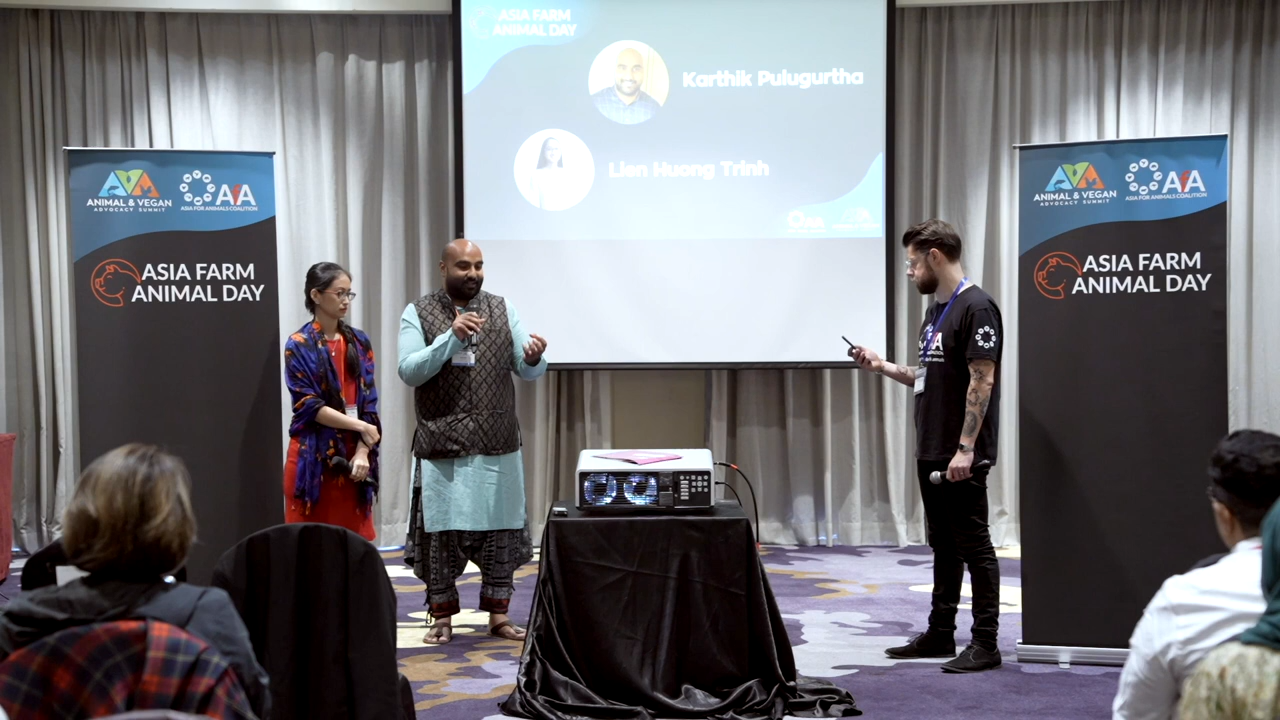 ASIA FARM
ANIMAL DAY
Karthik Pulugurtha
Lien Huong Trinh
ANIMAL & VEGAN
ADVOCACY SUMMIT
AfA
ASIA FOR ANIMALS COALITION
ASIA FARM
ANIMAL DAY
ANIMAL & VEGAN
ADVOCACY SUMMIT
AfA
ASIA FOR ANIMALS COALITION
ASIA FARM
ANIMAL DAY